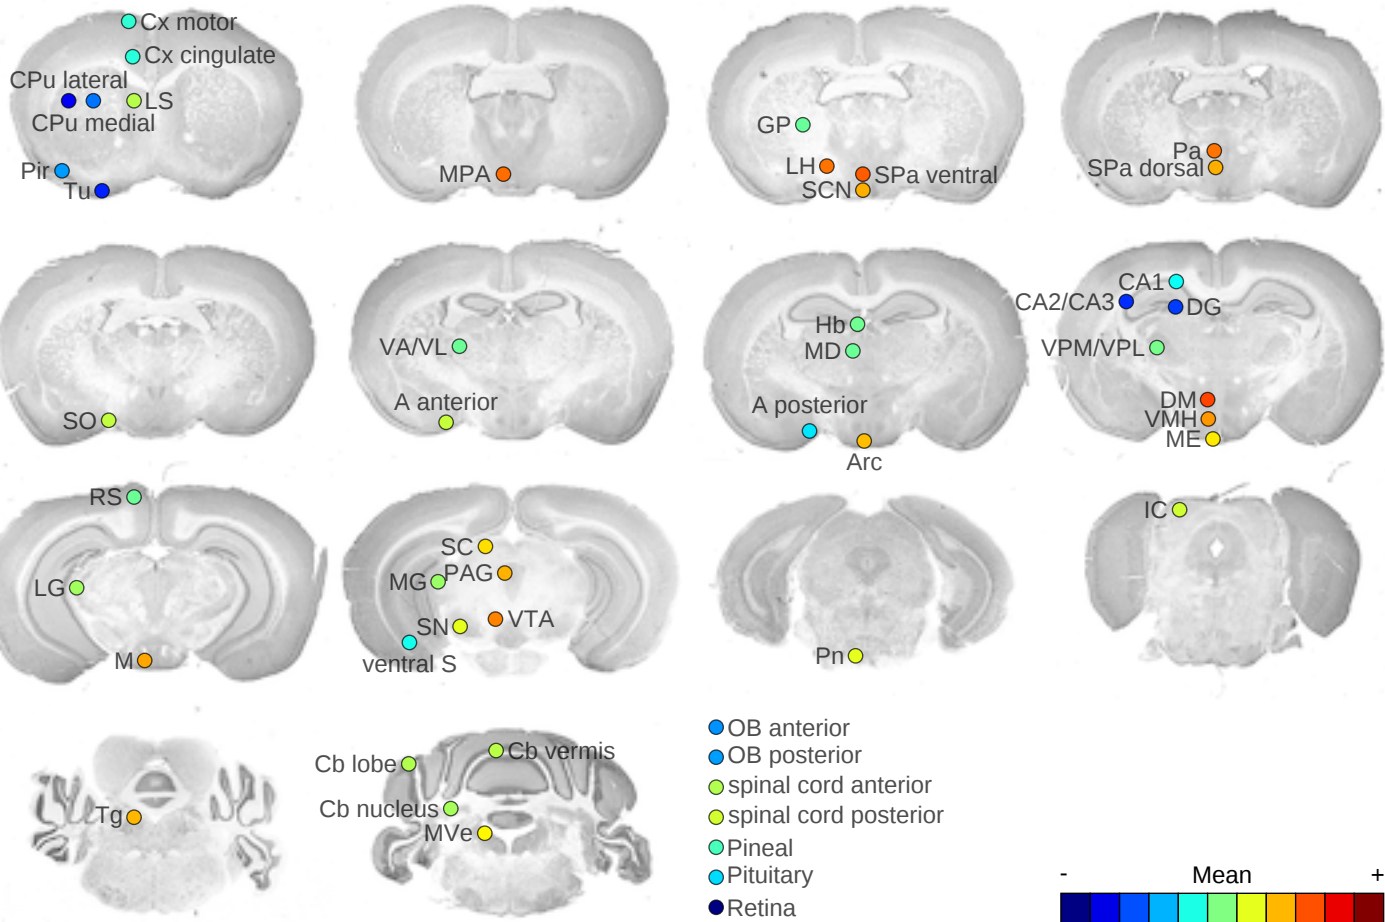 Cx motor
Cx cingulate
CPu lateral
LS
CPu medial
Pir
Tu
MPA
GP
LH
SPa ventral
SCN
Pa
SPa dorsal
SO
VA/VL
A anterior
Hb
MD
A posterior
Arc
CA1
CA2/CA3
DG
VPM/VPL
DM
VMH
ME
RS
LG
M
SC
PAG
MG
VTA
SN
ventral S
Pn
IC
Tg
Cb vermis
Cb lobe
Cb nucleus
MVe
OB anterior
OB posterior
spinal cord anterior
spinal cord posterior
Pineal
Pituitary
Retina
- Mean +